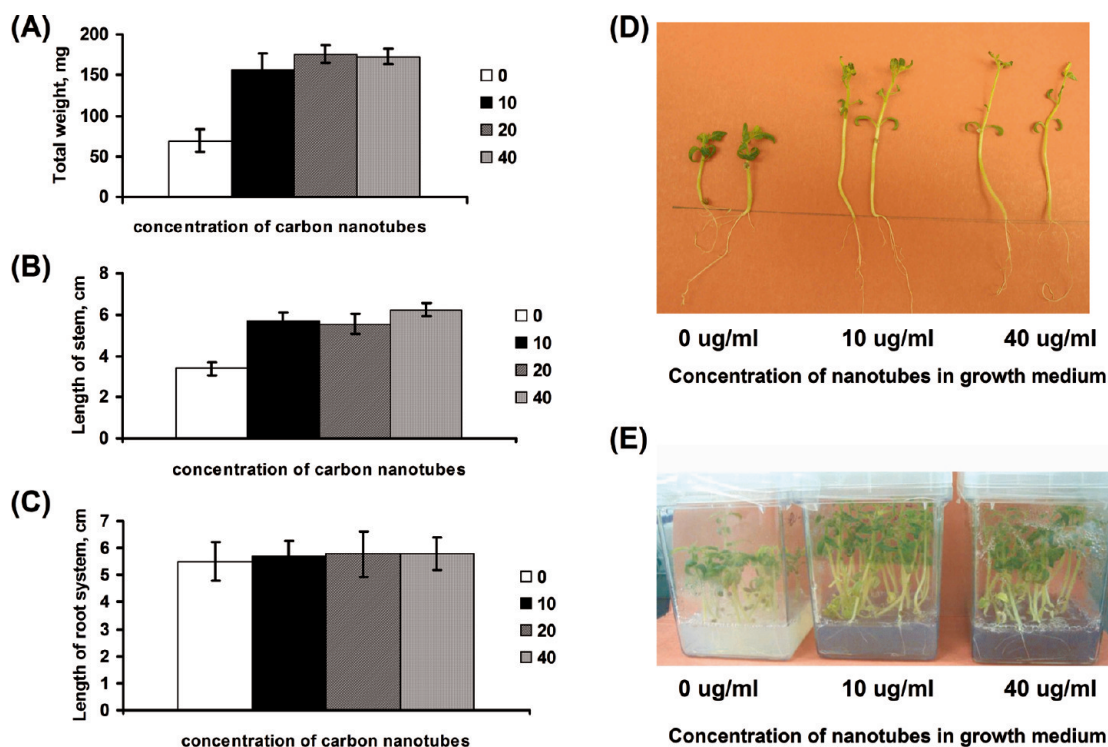 (A)
200
150
100
50
0
Total weight, mg
0
10
20
40
concentration of carbon nanotubes
(B)
8
6
4
2
0
Length of stem, cm
0
10
20
40
concentration of carbon nanotubes
(C)
7
6
5
4
3
2
1
0
Length of root system, cm
0
10
20
40
concentration of carbon nanotubes
(D)
0 ug/ml 10 ug/ml 40 ug/ml
Concentration of nanotubes in growth medium
(E)
0 ug/ml 10 ug/ml 40 ug/ml
Concentration of nanotubes in growth medium